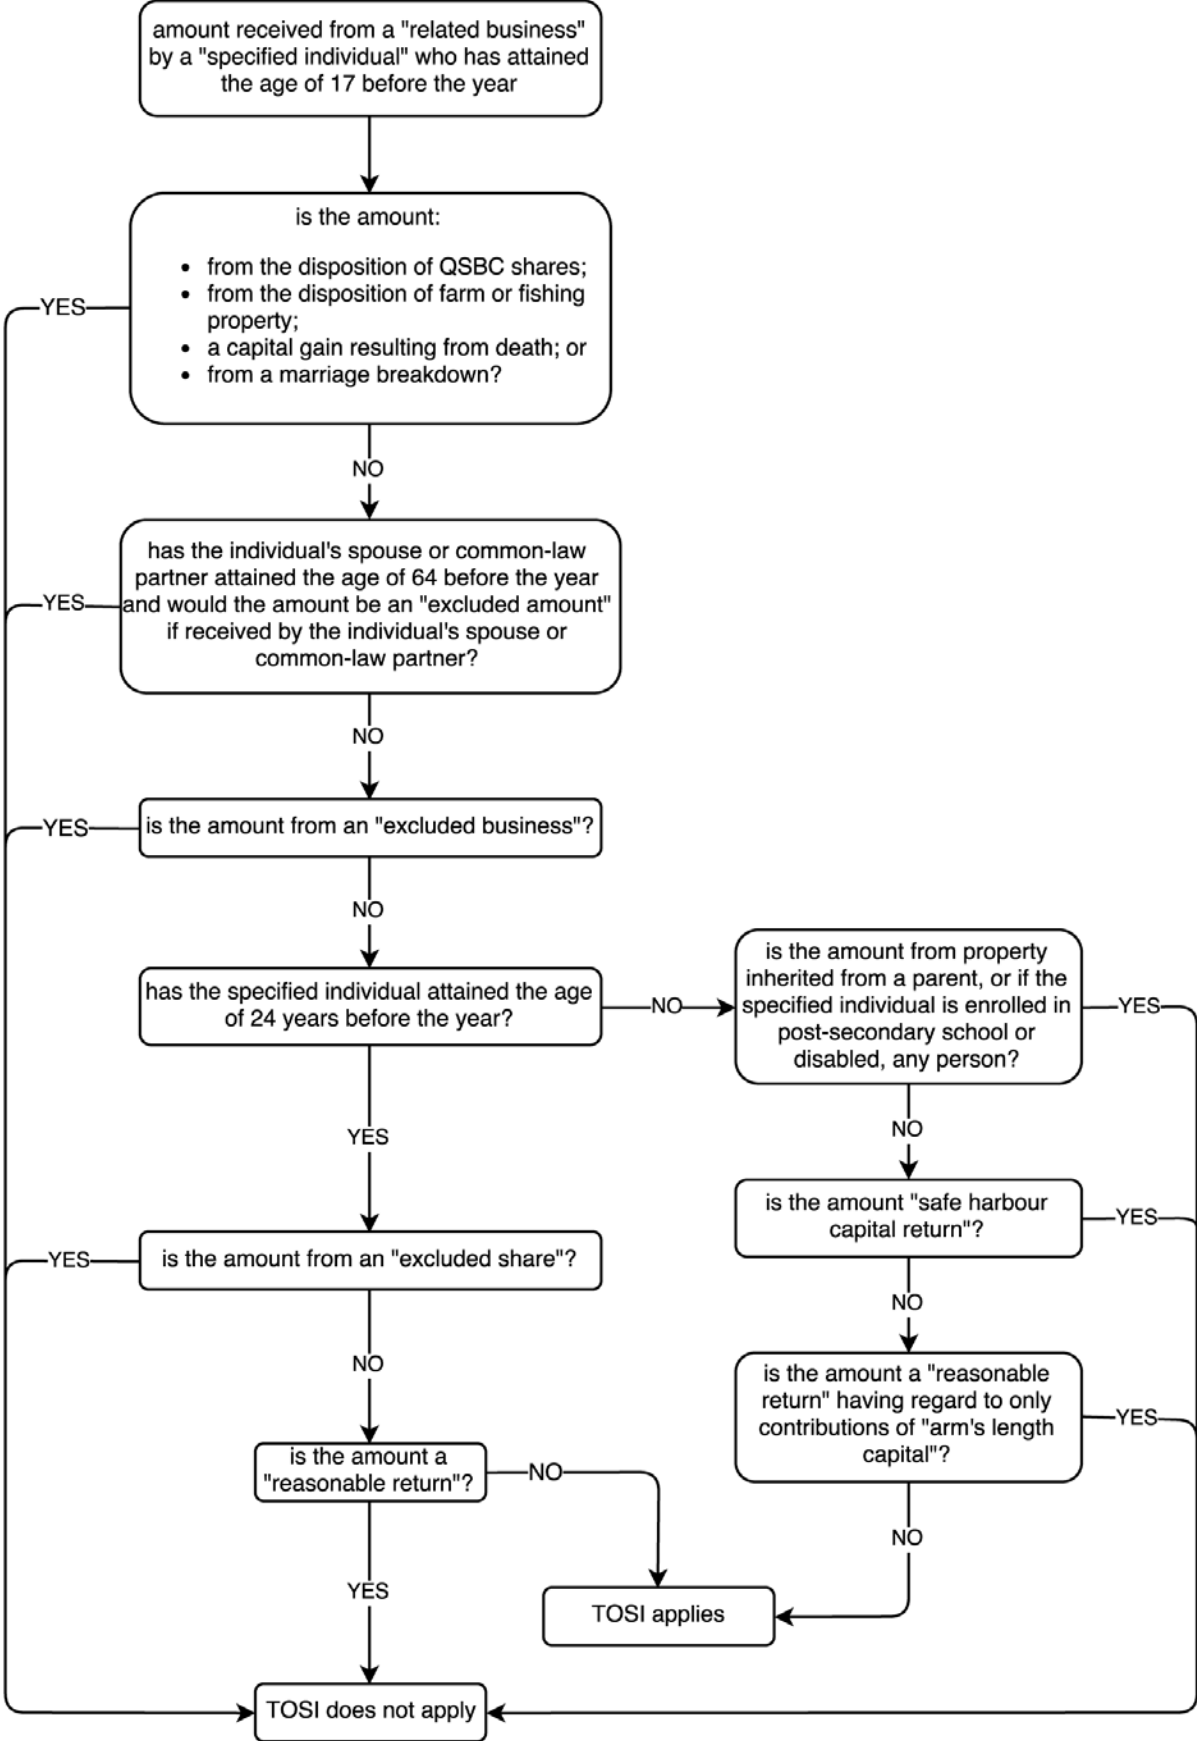 amount received from a "related business"
by a "specified individual" who has attained
the age of 17 before the year
is the amount:
• from the disposition of QSBC shares;
• from the disposition of farm or fishing
property;
• a capital gain resulting from death; or
• from a marriage breakdown?
YES
NO
has the individual's spouse or common-law
partner attained the age of 64 before the year
and would the amount be an "excluded amount"
if received by the individual's spouse or
common-law partner?
YES
NO
is the amount from an "excluded business"?
YES
NO
has the specified individual attained the age
of 24 years before the year?
NO
is the amount from property
inherited from a parent, or if the
specified individual is enrolled in
post-secondary school or
disabled, any person?
YES
YES
NO
is the amount "safe harbour
capital return"?
YES
is the amount from an "excluded share"?
YES
NO
NO
is the amount a "reasonable
return" having regard to only
contributions of "arm's length
capital"?
YES
is the amount a
"reasonable return"?
NO
NO
YES
TOSI applies
TOSI does not apply